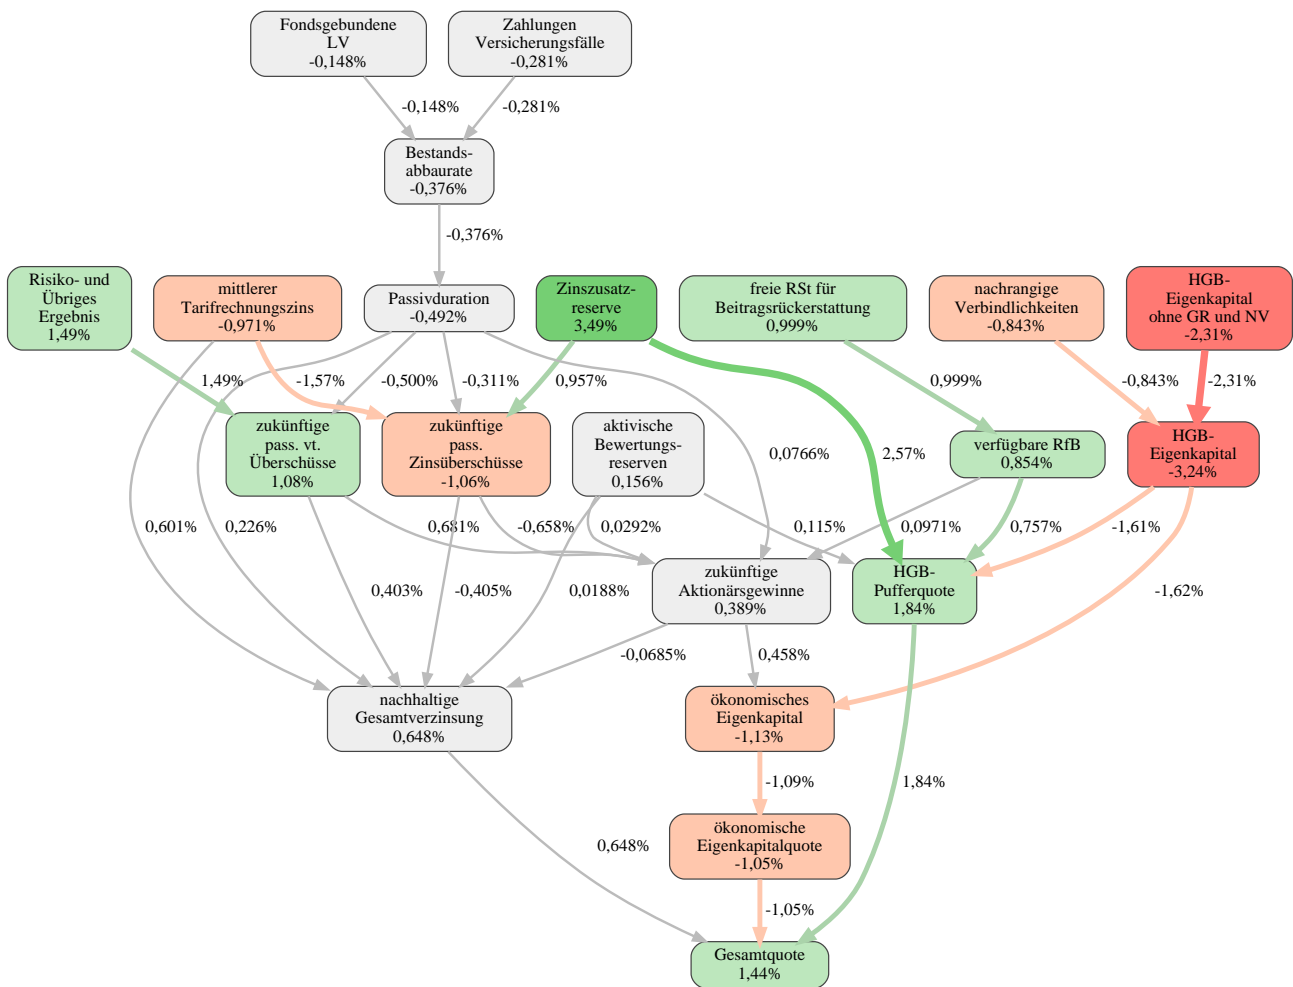 Fondsgebundene
LV
-0,148%
Zahlungen
Versicherungsfälle
-0,281%
-0,148%
-0,281%
Bestands-
abbaurate
-0,376%
-0,376%
Risiko- und
Übriges
Ergebnis
1,49%
mittlerer
Tarifrechnungszins
-0,971%
Passivduration
-0,492%
Zinszusatz-
reserve
3,49%
freie RSt für
Beitragsrückerstattung
0,999%
nachrangige
Verbindlichkeiten
-0,843%
HGB-
Eigenkapital
ohne GR und NV
-2,31%
1,49%
-1,57%
-0,500%
-0,311%
0,957%
0,999%
-0,843%
-2,31%
zukünftige
pass. vt.
Überschüsse
1,08%
zukünftige
pass.
Zinsüberschüsse
-1,06%
aktivische
Bewertungs-
reserven
0,156%
0,0766%
2,57%
verfügbare RfB
0,854%
HGB-
Eigenkapital
-3,24%
0,601%
0,226%
0,681%
-0,658%
0,0292%
0,115%
0,0971%
0,757%
-1,61%
zukünftige
Aktionärsgewinne
0,389%
HGB-
Pufferquote
1,84%
0,403%
-0,405%
0,0188%
-1,62%
-0,0685%
0,458%
nachhaltige
Gesamtverzinsung
0,648%
ökonomisches
Eigenkapital
-1,13%
-1,09%
1,84%
ökonomische
Eigenkapitalquote
-1,05%
0,648%
-1,05%
Gesamtquote
1,44%